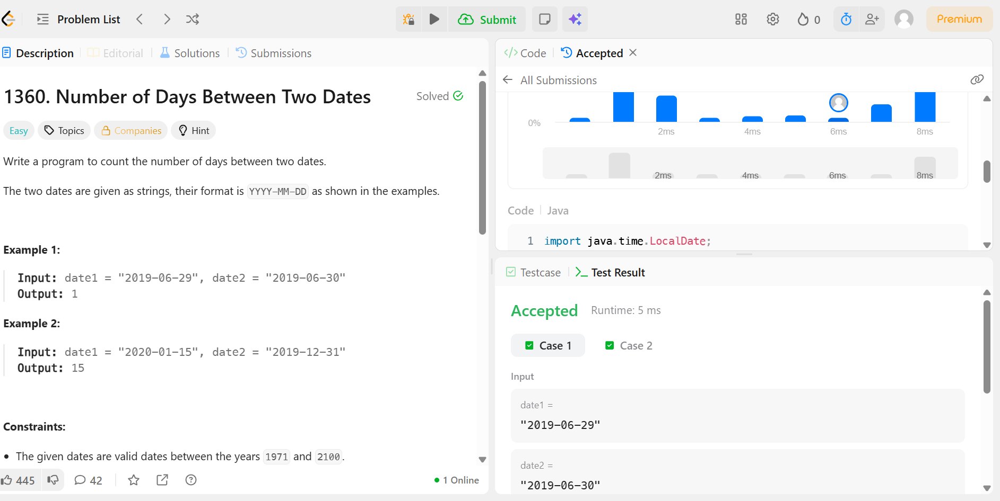 Problem List
Submit
0
Premium
Description
Editorial
Solutions
Submissions
1360. Number of Days Between Two Dates
Solved
Easy
Topics
Companies
Hint
Write a program to count the number of days between two dates.
The two dates are given as strings, their format is YYYY-MM-DD as shown in the examples.
Example 1:
Input: date1 = "2019-06-29", date2 = "2019-06-30"
Output: 1
Example 2:
Input: date1 = "2020-01-15", date2 = "2019-12-31"
Output: 15
Constraints:
• The given dates are valid dates between the years 1971 and 2100.
445
42
1 Online
</> Code
Accepted
All Submissions
0%
2ms 4ms 6ms 8ms
2ms 4ms 6ms 8ms
Code Java
1 import java.time.LocalDate;
Testcase
Test Result
Accepted Runtime: 5 ms
Case 1
Case 2
Input
date1 =
"2019-06-29"
date2 =
"2019-06-30"